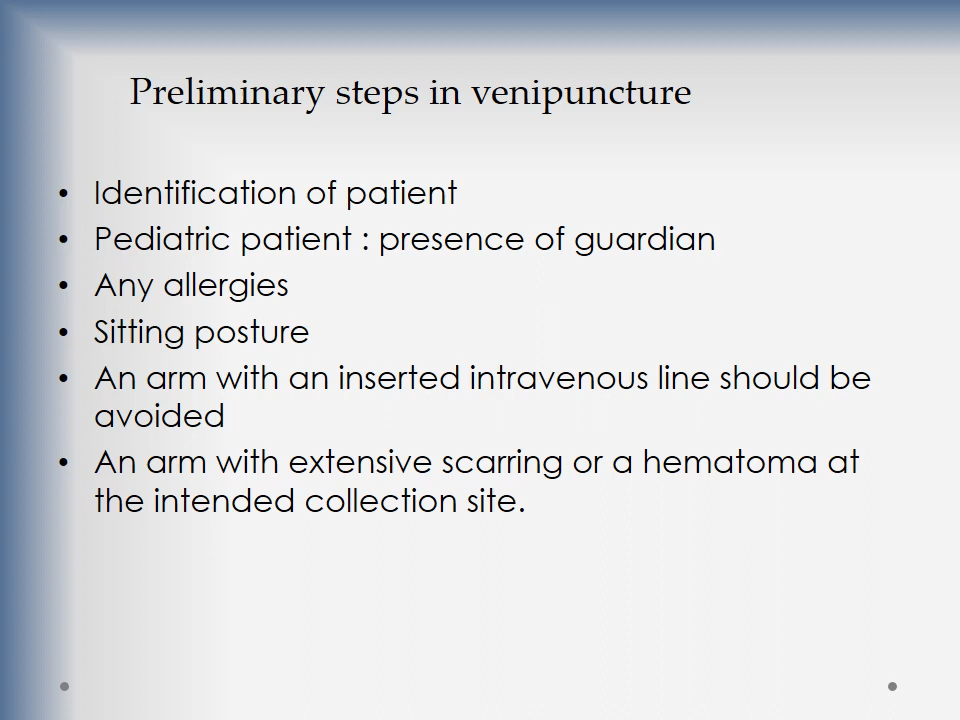 Preliminary steps in venipuncture
• Identification of patient
• Pediatric patient : presence of guardian
• Any allergies
• Sitting posture
• An arm with an inserted intravenous line should be
avoided
• An arm with extensive scarring or a hematoma at
the intended collection site.